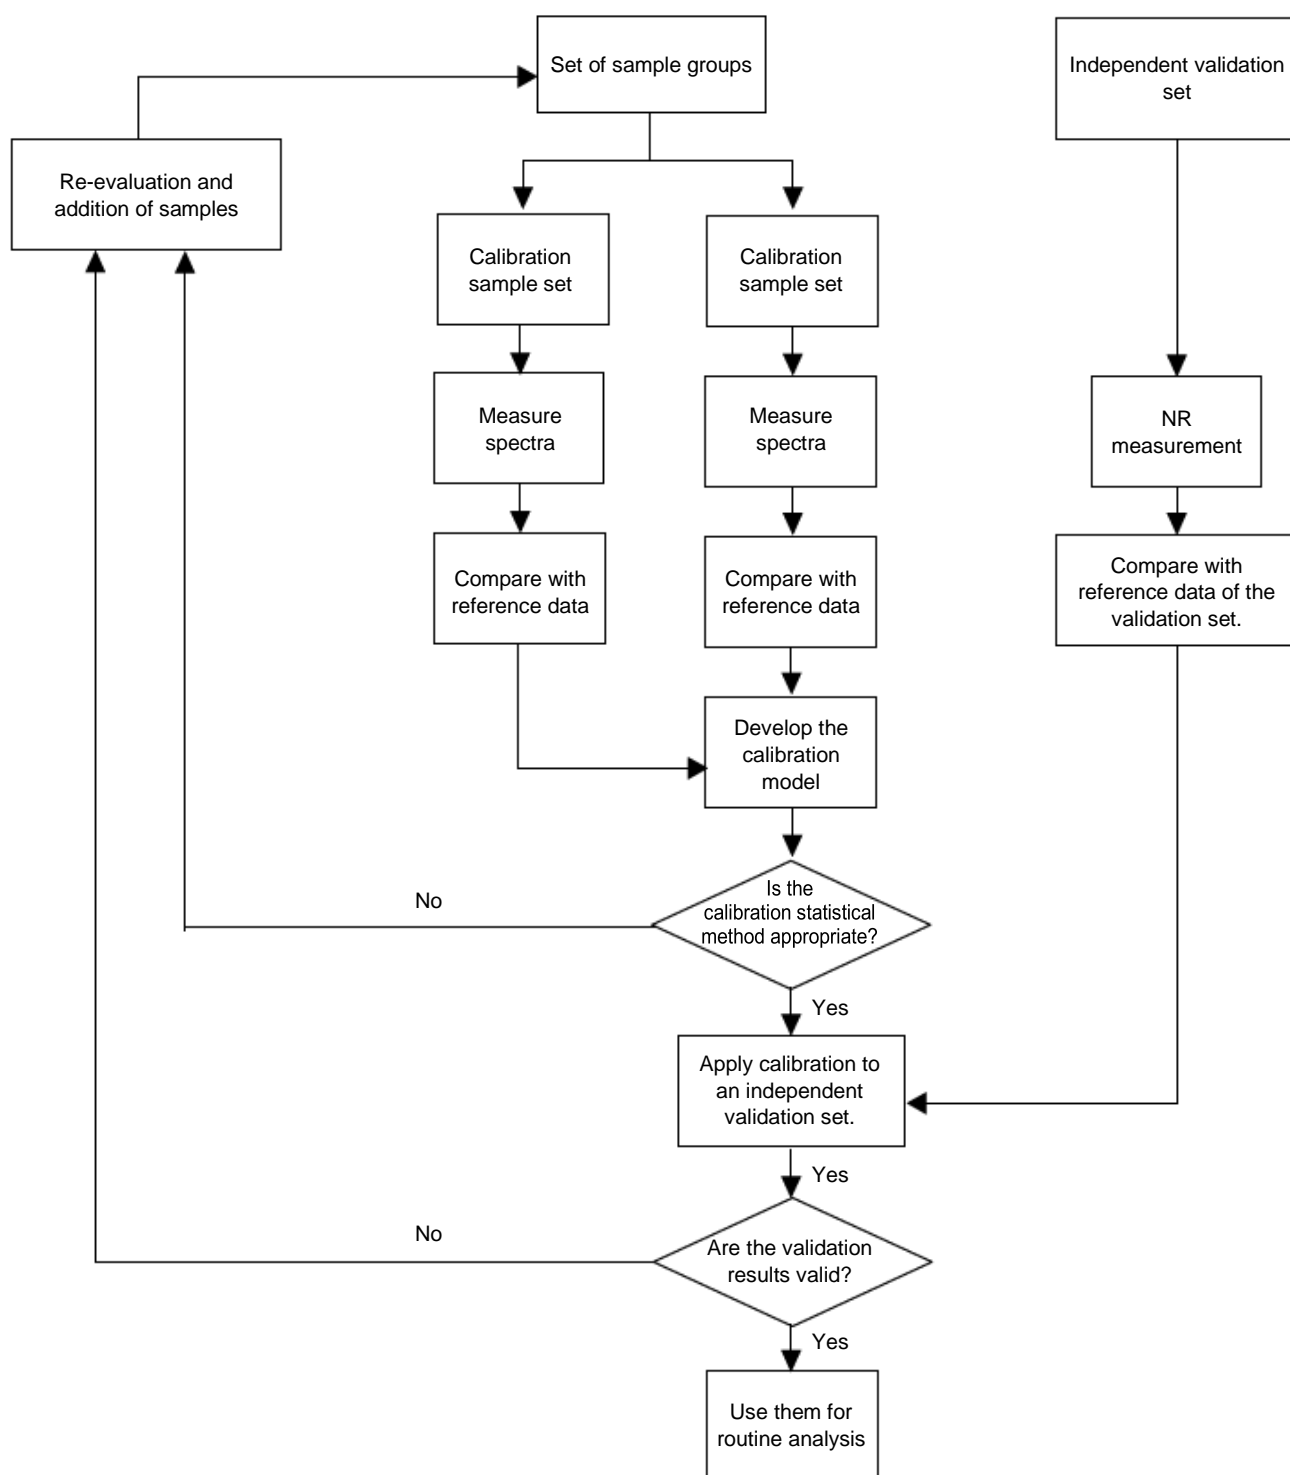 Set of sample groups
Independent validation
set
Re-evaluation and
addition of samples
Calibration
sample set
Calibration
sample set
Measure
spectra
Measure
spectra
NR
measurement
Compare with
reference data
Compare with
reference data
Compare with
reference data of the
validation set.
Develop the
calibration
model
Is the
calibration statistical
method appropriate?
No
Yes
Apply calibration to
an independent
validation set.
Yes
Are the validation
results valid?
No
Yes
Use them for
routine analysis